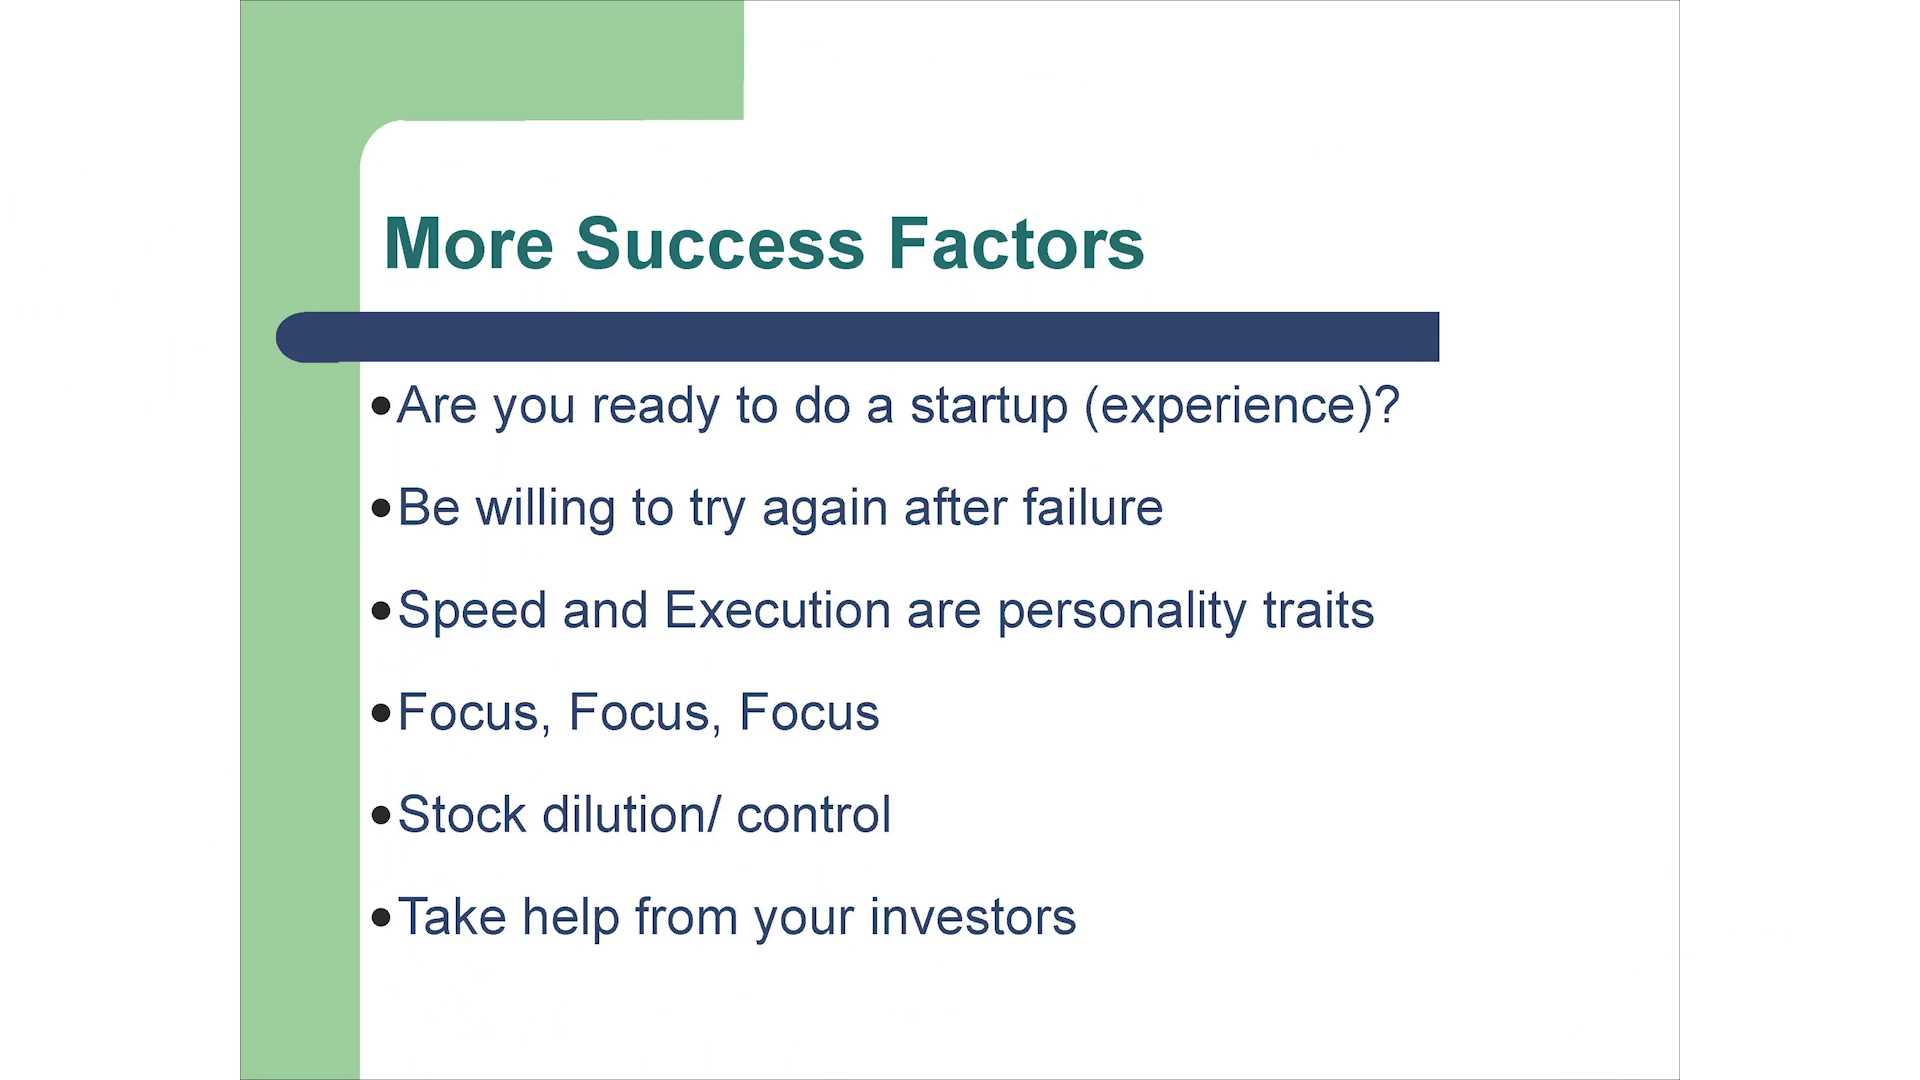 More Success Factors
•Are you ready to do a startup (experience)?
•Be willing to try again after failure
•Speed and Execution are personality traits
•Focus, Focus, Focus
•Stock dilution/ control
•Take help from your investors